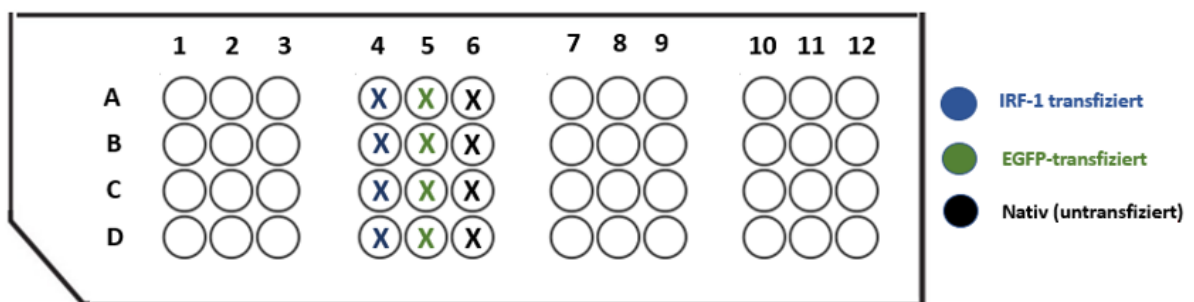 1 2 3 4 5 6 7 8 9 10 11 12
A X X X
B X X X
C X X X
D X X X
IRF-1 transfiziert
EGFP-transfiziert
Nativ (untransfiziert)